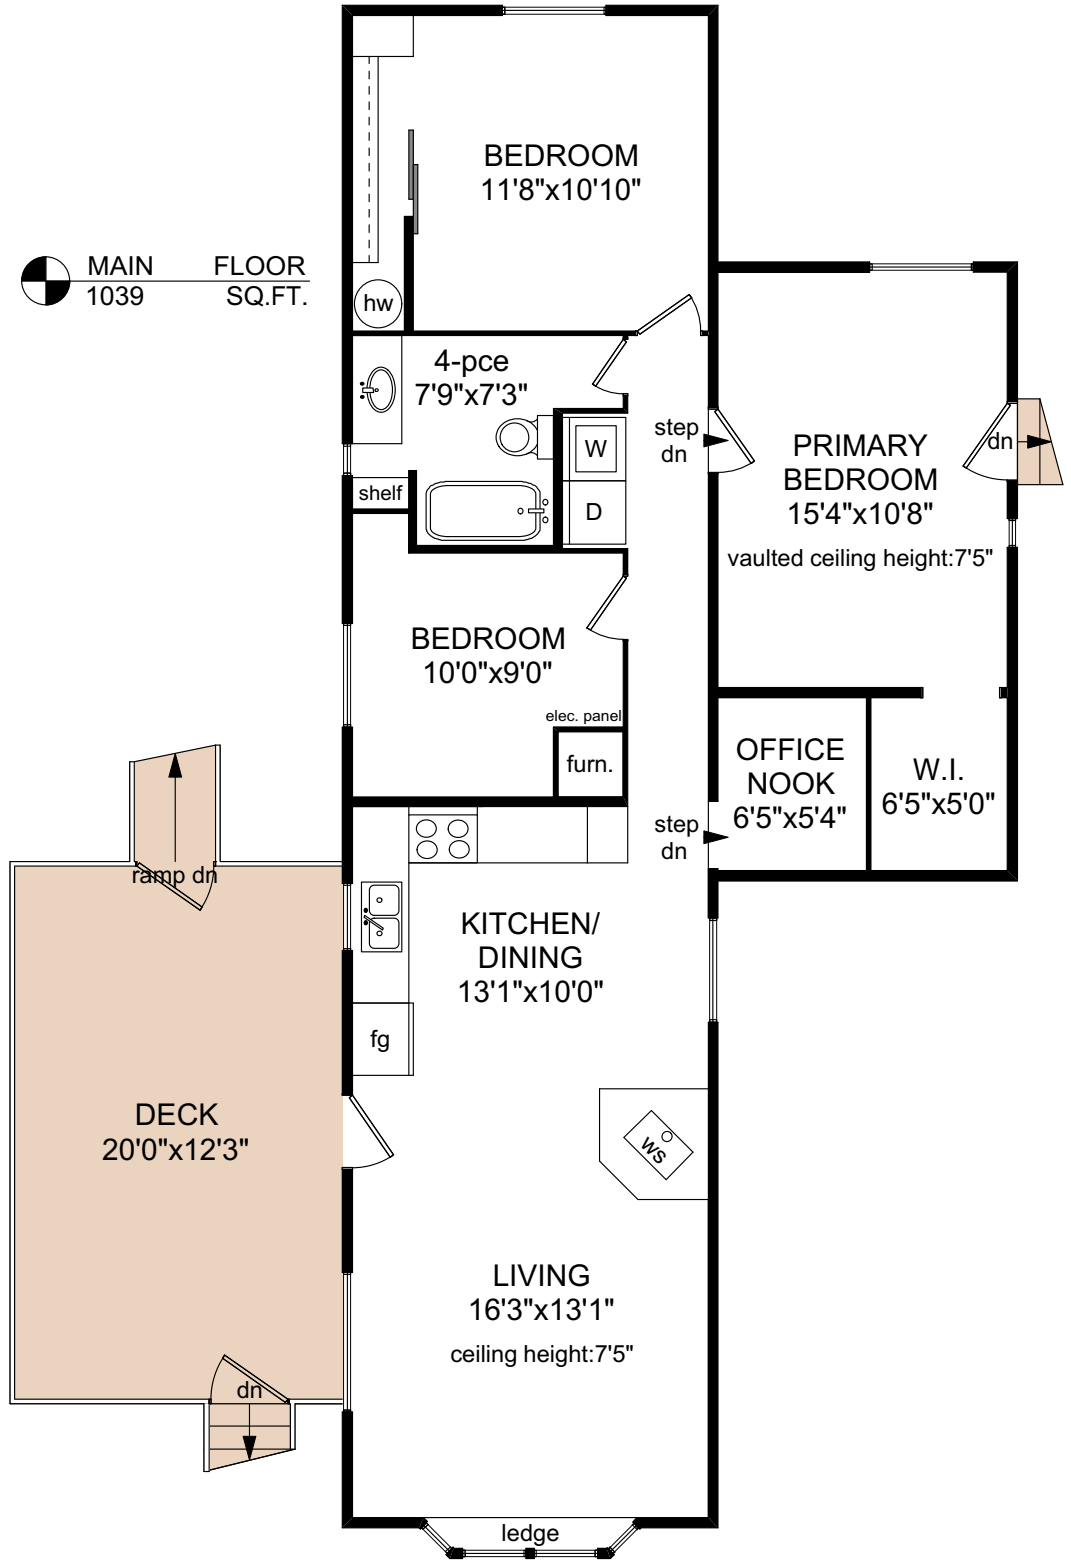 BEDROOM
11'8"x10'10"
MAIN FLOOR
1039 SQ.FT.
hw
4-pce
7'9"x7'3"
step
dn
W
D
shelf
PRIMARY
BEDROOM
15'4"x10'8"
vaulted ceiling height:7'5"
dn
BEDROOM
10'0"x9'0"
elec. panel
furn.
OFFICE
NOOK
6'5"x5'4"
W.I.
6'5"x5'0"
step
dn
ramp dn
KITCHEN/
DINING
13'1"x10'0"
fg
DECK
20'0"x12'3"
WS
LIVING
16'3"x13'1"
ceiling height:7'5"
dn
ledge